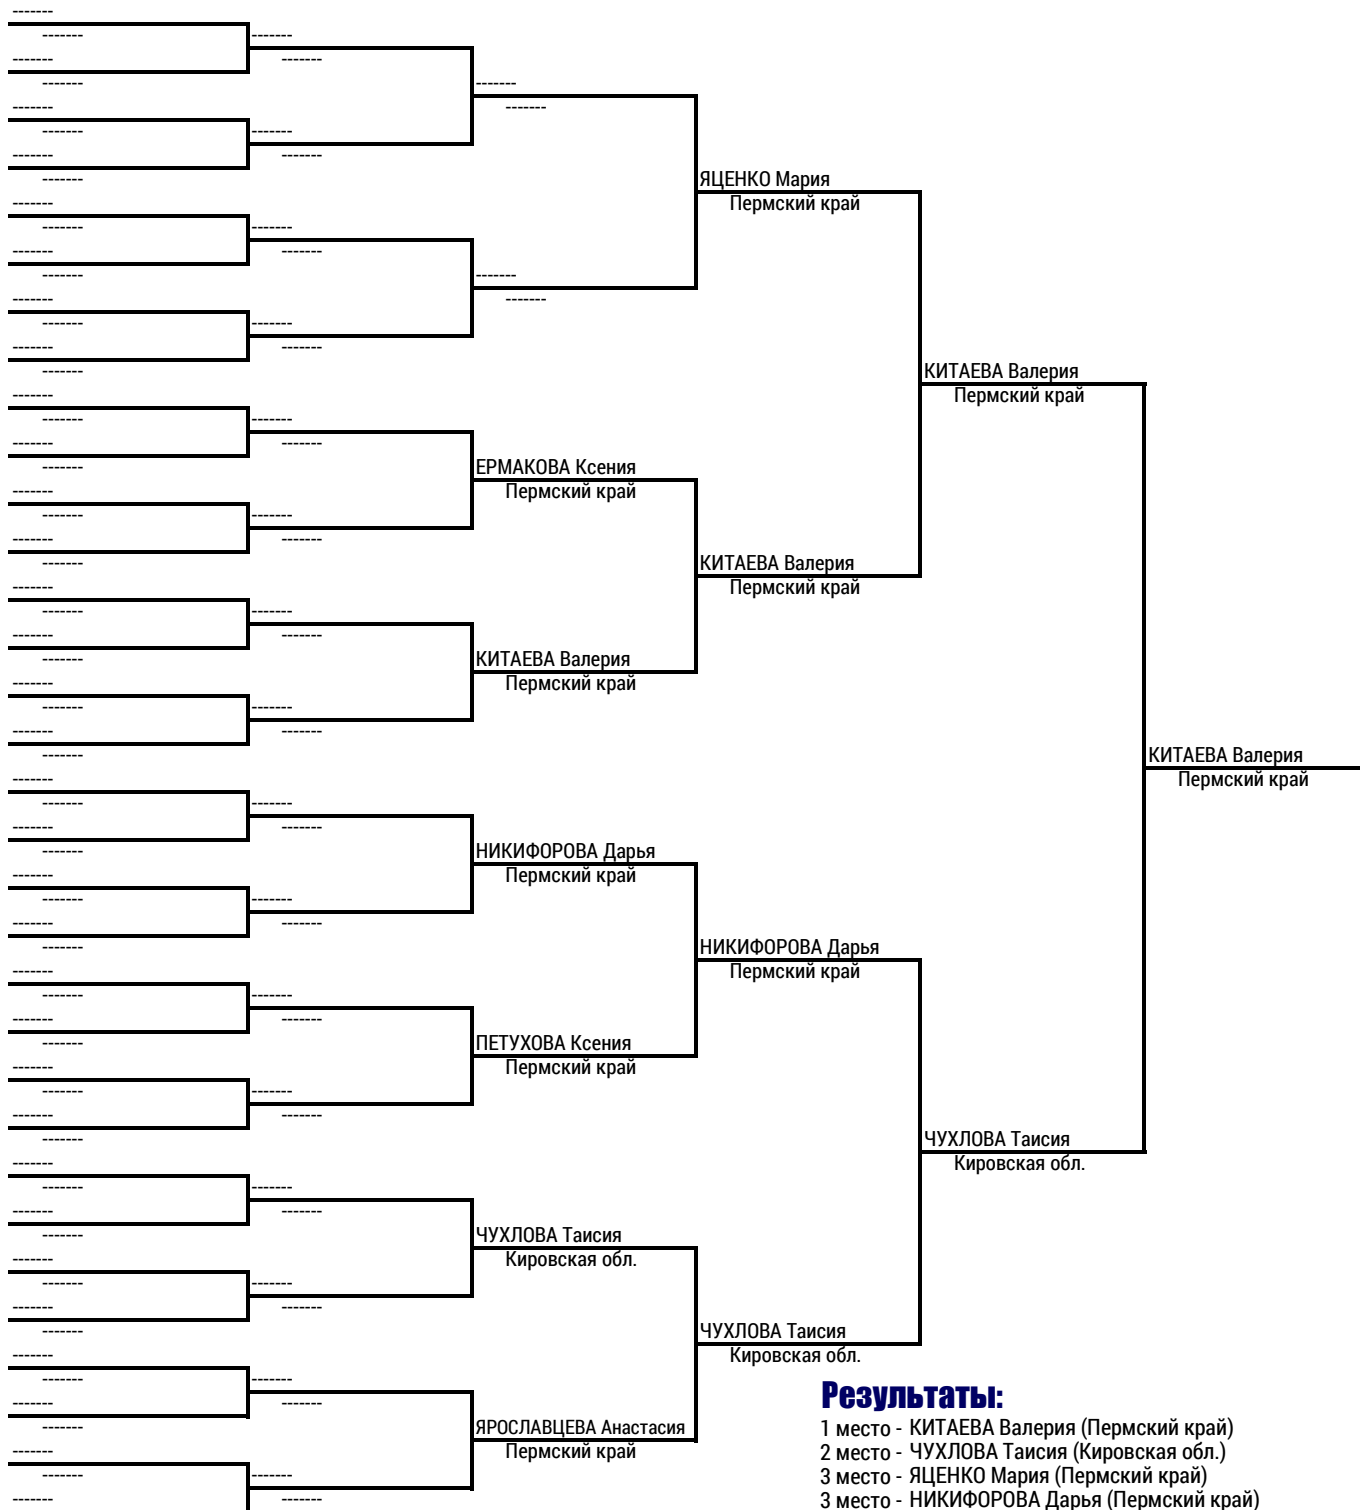 ЕРМАКОВА Ксения
Пермский край
КИТАЕВА Валерия
Пермский край
НИКИФОРОВА Дарья
Пермский край
ПЕТУХОВА Ксения
Пермский край
ЧУХЛОВА Таисия
Кировская обл.
ЯРОСЛАВЦЕВА Анастасия
Пермский край
ЯЦЕНКО Мария
Пермский край
КИТАЕВА Валерия
Пермский край
НИКИФОРОВА Дарья
Пермский край
ЧУХЛОВА Таисия
Кировская обл.
КИТАЕВА Валерия
Пермский край
ЧУХЛОВА Таисия
Кировская обл.
КИТАЕВА Валерия
Пермский край
Результаты:
1 место - КИТАЕВА Валерия (Пермский край)
2 место - ЧУХЛОВА Таисия (Кировская обл.)
3 место - ЯЦЕНКО Мария (Пермский край)
3 место - НИКИФОРОВА Дарья (Пермский край)